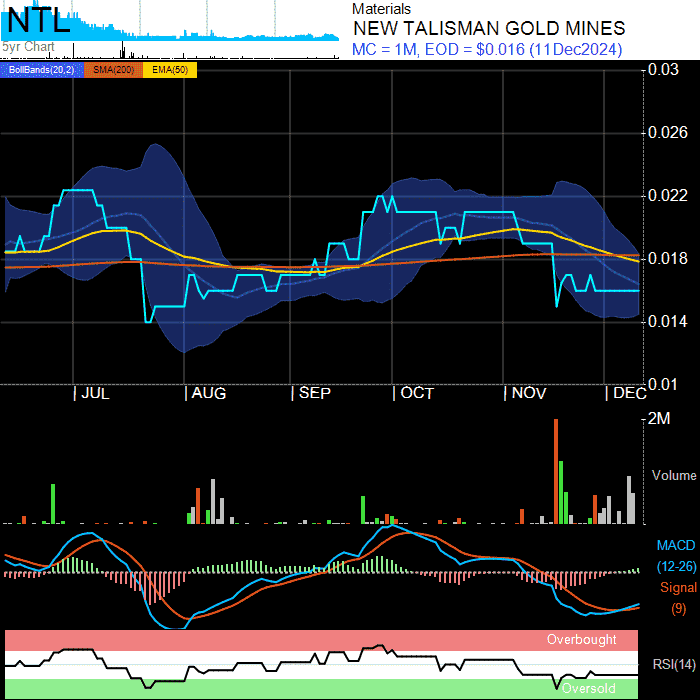 NTL
5yr Chart
Materials
NEW TALISMAN GOLD MINES
MC = 1M, EOD = $0.016 (11Dec2024)
BollBands(20,2) SMA(200) EMA(50)
0.03
0.026
0.022
0.018
0.014
0.01
JUL AUG SEP OCT NOV DEC
2M
Volume
MACD
(12-26)
Signal
(9)
Overbought
RSI(14)
Oversold